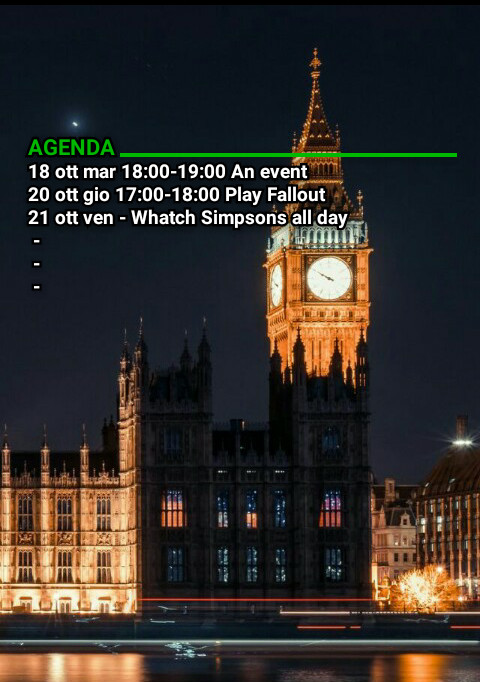 AGENDA
18 ott mar 18:00-19:00 An event
20 ott gio 17:00-18:00 Play Fallout
21 ott ven - Whatch Simpsons all day
-
-
-